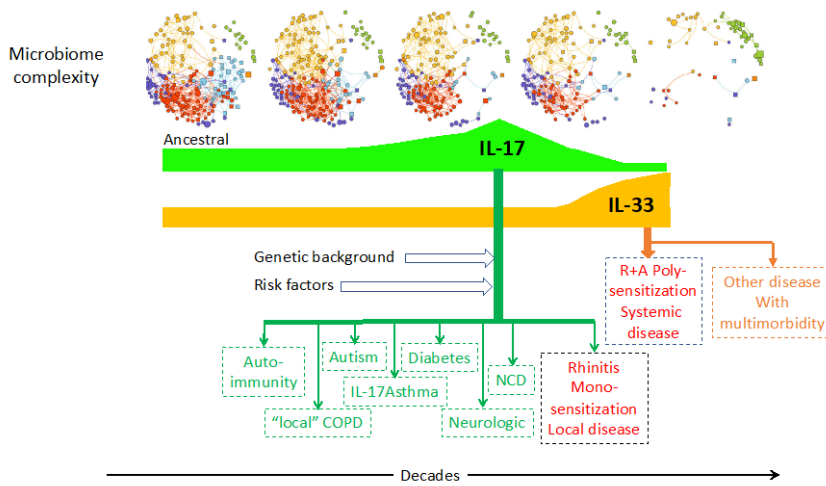 Microbiome
complexity
Ancestral
IL-17
IL-33
Genetic background
Risk factors
R+A Poly-
sensitization
Systemic
disease
Other disease
With
multimorbidity
Auto-
immunity
Autism
Diabetes
NCD
IL-17Asthma
"local" COPD
Neurologic
Rhinitis
Mono-
sensitization
Local disease
Decades